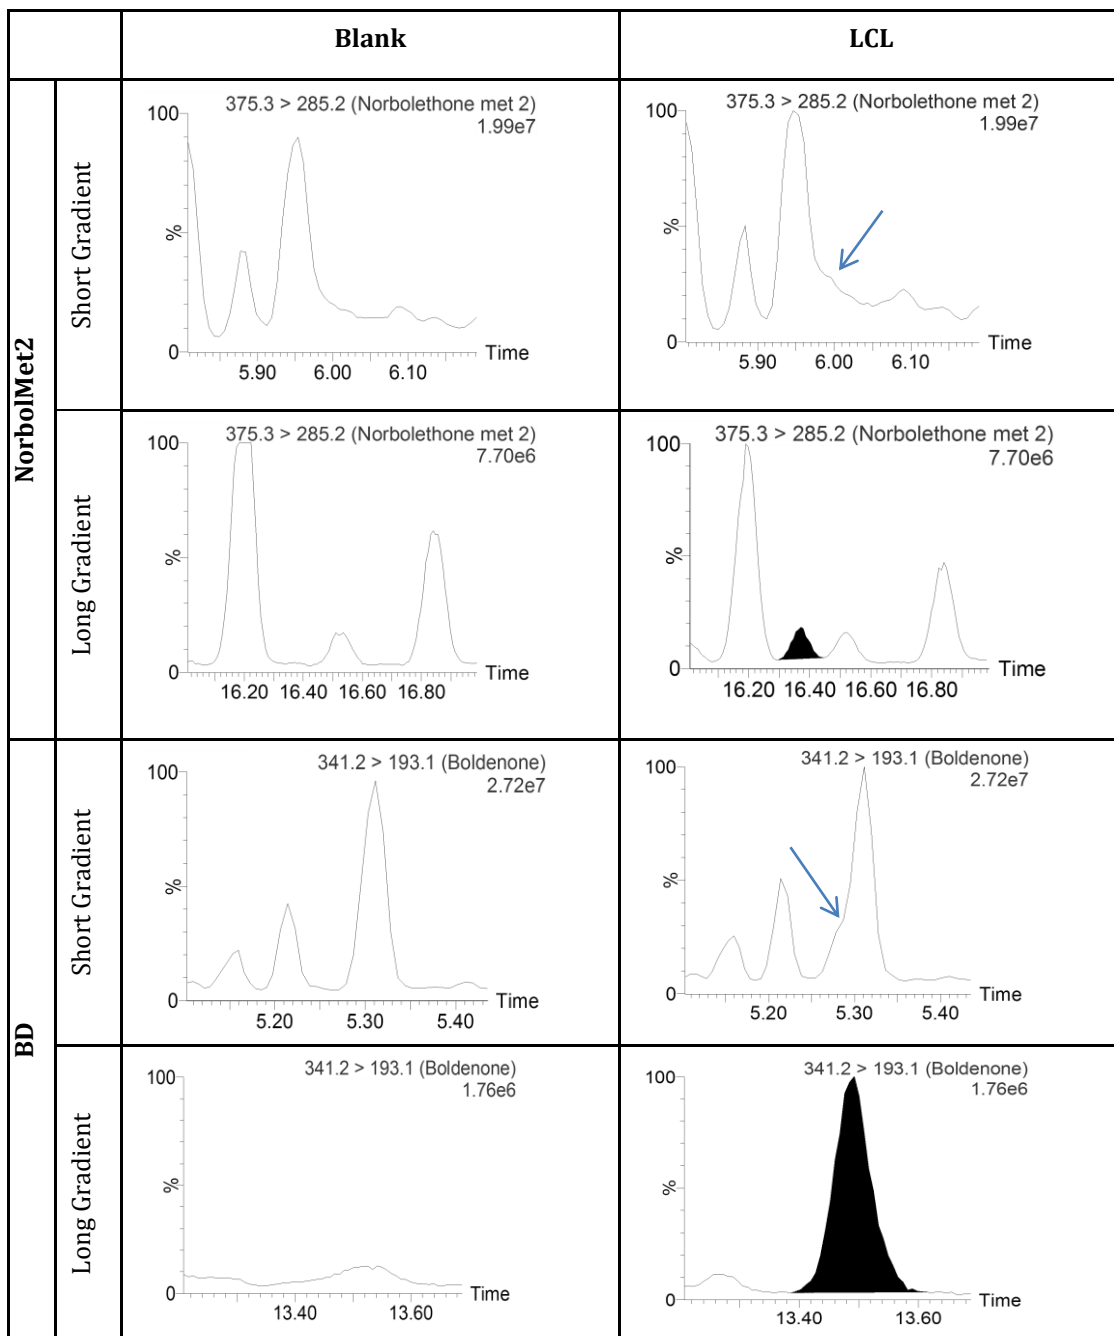 Blank
LCL
NorbolMet2
Short Gradient
375.3 > 285.2 (Norbolethone met 2)
1.99e7
100
%
0
5.90 6.00 6.10
Time
375.3 > 285.2 (Norbolethone met 2)
1.99e7
100
%
0
5.90 6.00 6.10
Time
Long Gradient
375.3 > 285.2 (Norbolethone met 2)
7.70e6
100
%
0
16.20 16.40 16.60 16.80
Time
375.3 > 285.2 (Norbolethone met 2)
7.70e6
100
%
0
16.20 16.40 16.60 16.80
Time
BD
Short Gradient
341.2 > 193.1 (Boldenone)
2.72e7
100
%
0
5.20 5.30 5.40
Time
341.2 > 193.1 (Boldenone)
2.72e7
100
%
0
5.20 5.30 5.40
Time
Long Gradient
341.2 > 193.1 (Boldenone)
1.76e6
100
%
0
13.40 13.60
Time
341.2 > 193.1 (Boldenone)
1.76e6
100
%
0
13.40 13.60
Time